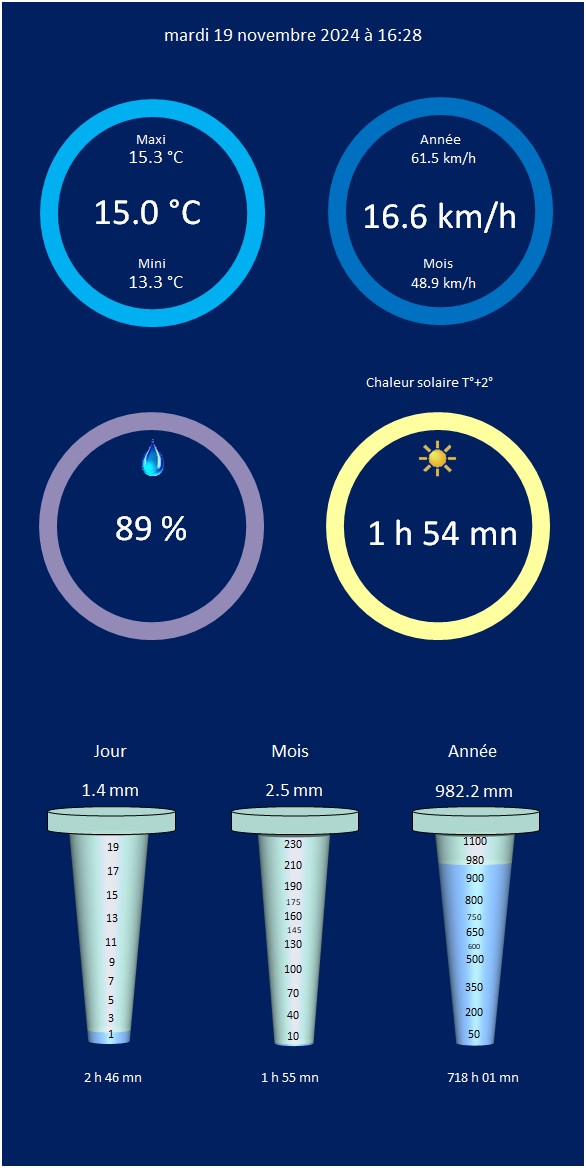 mardi 19 novembre 2024 à 16:28
Maxi
15.3 °C
15.0 °C
Mini
13.3 °C
Année
61.5 km/h
16.6 km/h
Mois
48.9 km/h
89 %
Chaleur solaire T°+2°
1 h 54 mn
Jour
1.4 mm
19
17
15
13
11
9
7
5
3
1
2 h 46 mn
Mois
2.5 mm
230
210
190
175
160
145
130
100
70
40
10
1 h 55 mn
Année
982.2 mm
1100
980
900
800
750
650
600
500
350
200
50
718 h 01 mn